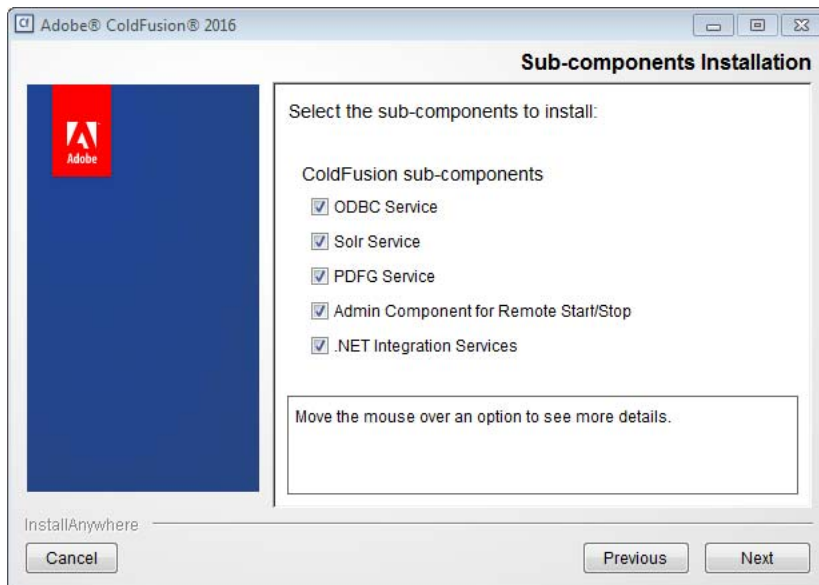 Cf Adobe® ColdFusion® 2016
Sub-components Installation
Adobe
Select the sub-components to install:
ColdFusion sub-components
ODBC Service
Solr Service
PDFG Service
Admin Component for Remote Start/Stop
.NET Integration Services
Move the mouse over an option to see more details.
InstallAnywhere
Cancel
Previous
Next